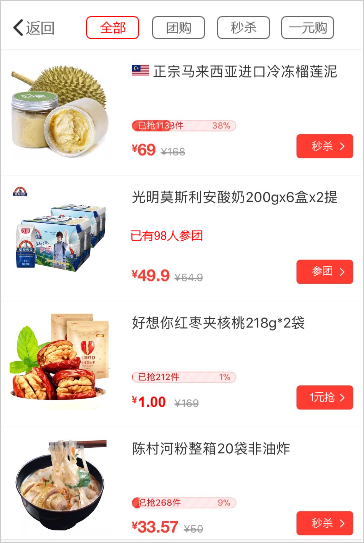 返回 全部 团购 秒杀 一元购
正宗马来西亚进口冷冻榴莲泥
已抢1133件 38%
¥69 ¥168 秒杀
光明莫斯利安酸奶200gx6盒x2提
已有98人参团
¥49.9 ¥54.9 参团
好想你红枣夹核桃218g*2袋
已抢212件 1%
¥1.00 ¥169 1元抢
陈村河粉整箱20袋非油炸
已抢268件 9%
¥33.57 ¥50 秒杀